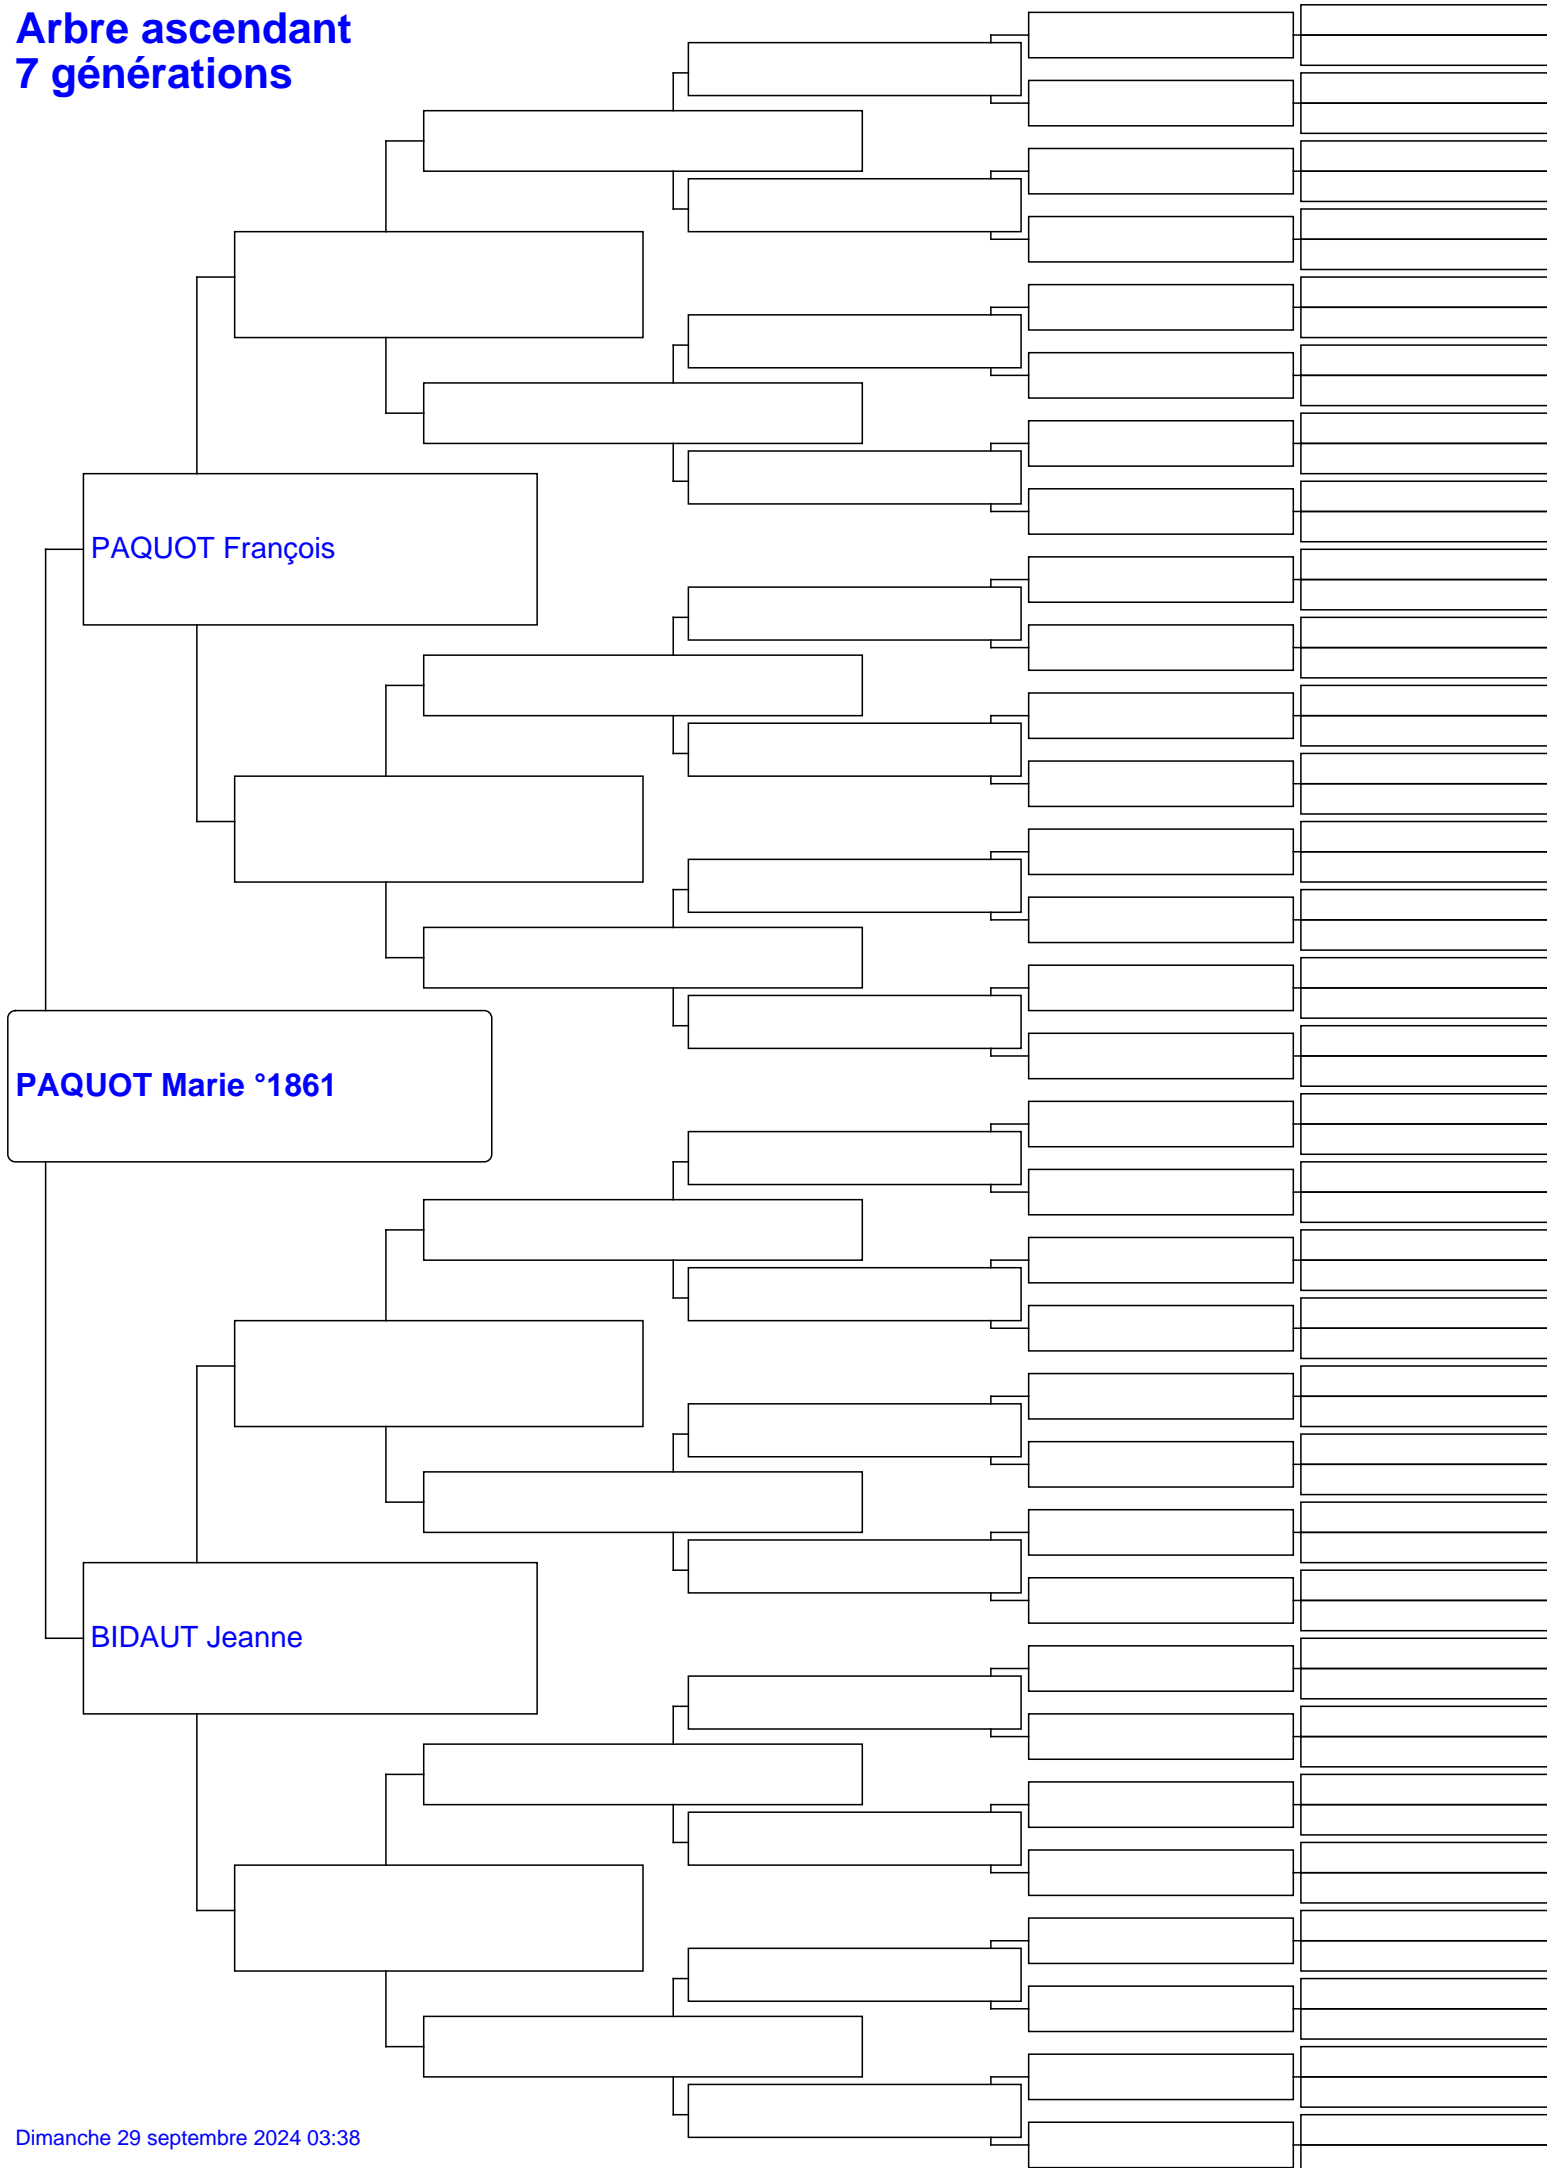 Arbre ascendant
7 générations
PAQUOT François
PAQUOT Marie °1861
BIDAUT Jeanne
Dimanche 29 septembre 2024 03:38